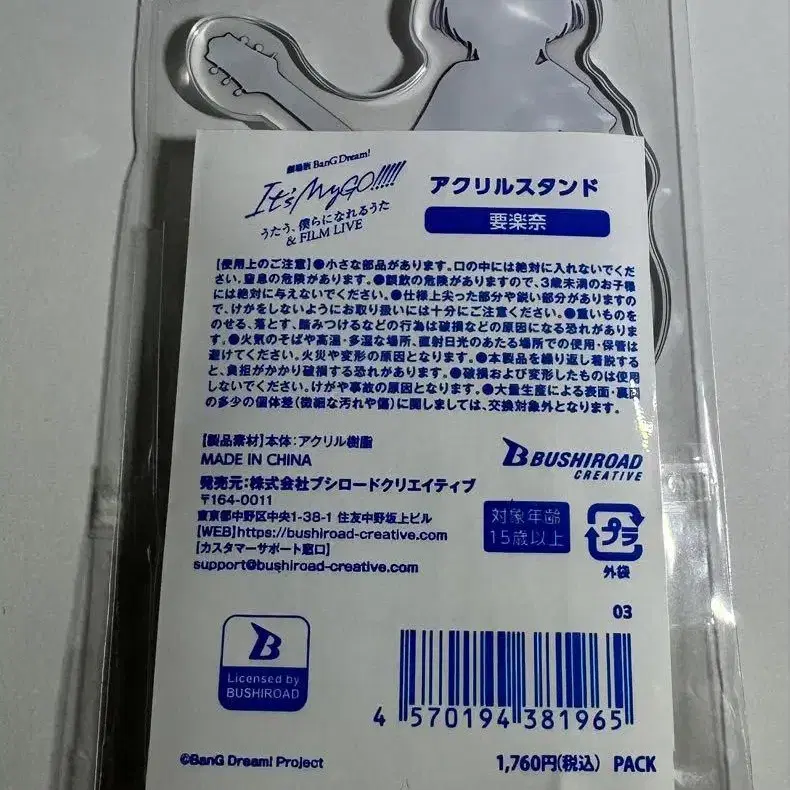 劇場版 BanG Dream!
It's MyGO!!!!!
うたう、僕らになれるうた
& FILM LIVE
アクリルスタンド
要楽奈
【使用上のご注意】●小さな部品があります。口の中には絶対に入れないでくだ
さい。窒息の危険があります。●誤飲の危険がありますので、3歳未満のお子様
には絶対に与えないでください。●仕様上尖った部分や鋭い部分がありますの
で、けがをしないようにお取り扱いには十分にご注意ください。●重いものを
のせる、落とす、踏みつけるなどの行為は破損などの原因になる恐れがありま
す。●火気のそばや高温・多湿な場所、直射日光のあたる場所での使用・保管は
避けてください。火災や変形の原因となります。●本製品を繰り返し着脱する
と、負担がかかり破損する恐れがあります。●破損および変形したものは使用
しないでください。けがや事故の原因となります。●大量生産による表面・裏面
の多少の個体差(微細な汚れや傷)に関しましては、交換対象外となります。
【製品素材】本体:アクリル樹脂
MADE IN CHINA
発売元:株式会社ブシロードクリエイティブ
〒164-0011
東京都中野区中央1-38-1 住友中野坂上ビル
【WEB】https://bushiroad-creative.com
【カスタマーサポート窓口】
support@bushiroad-creative.com
BUSHIROAD
CREATIVE
対象年齢
15歳以上
プラ
外袋
03
B
Licensed by
BUSHIROAD
4 570194 381965
©BanG Dream! Project
1,760円(税込) PACK